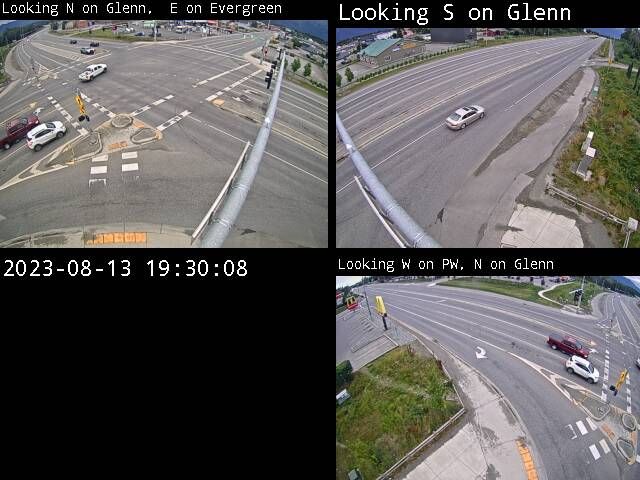 Looking N on Glenn,  E on Evergreen
Looking S on Glenn
2023-08-13 19:30:08
Looking W on PW, N on Glenn